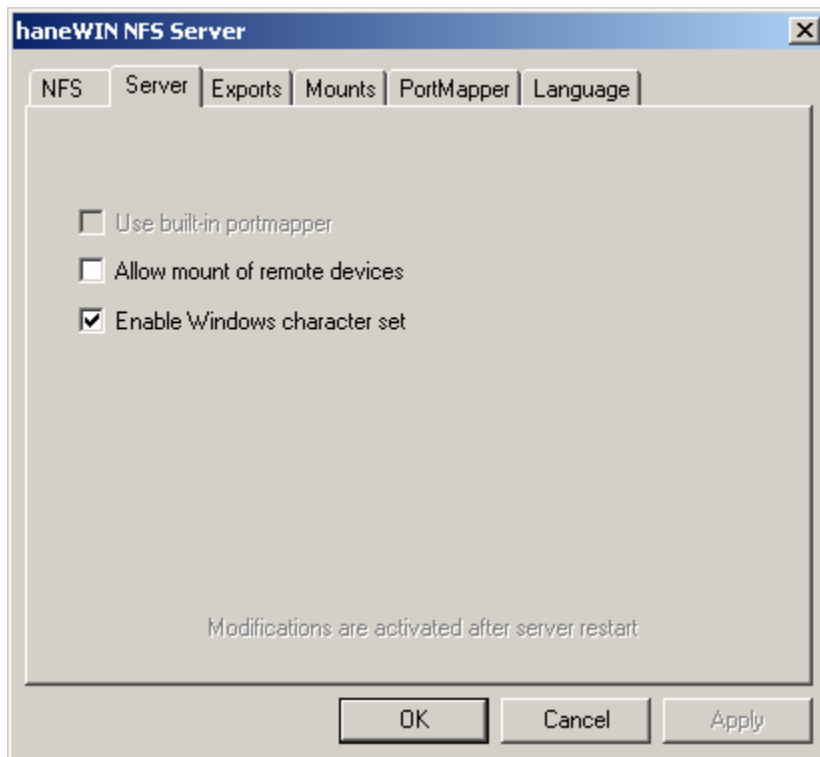 haneWIN NFS Server
NFS Server Exports Mounts PortMapper Language
Use built-in portmapper
Allow mount of remote devices
Enable Windows character set
Modifications are activated after server restart
OK Cancel Apply